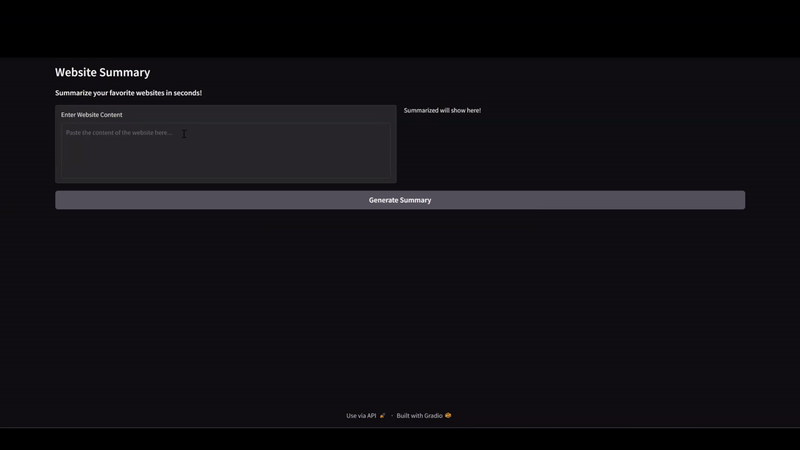 Website Summary
Summarize your favorite websites in seconds!
Enter Website Content
Paste the content of the website here...
Summarized will show here!
Generate Summary
Use via API · Built with Gradio